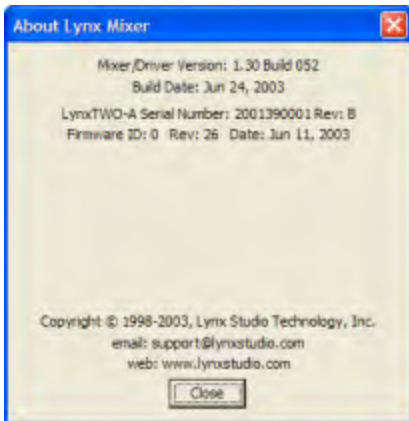 About Lynx Mixer
Mixer/Driver Version: 1.30 Build 052
Build Date: Jun 24, 2003
LynxTWO-A Serial Number: 2001390001 Rev: B
Firmware ID: 0 Rev: 26 Date: Jun 11, 2003
Copyright © 1998-2003, Lynx Studio Technology, Inc.
email: support@lynxstudio.com
web: www.lynxstudio.com
Close